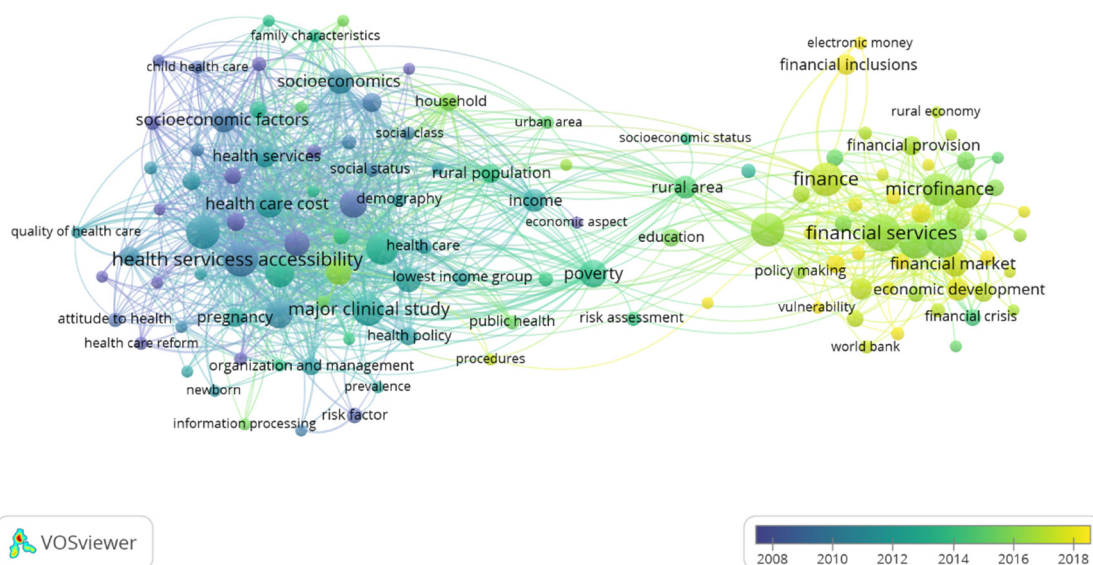 family characteristics
electronic money
financial inclusions
child health care
socioeconomics
household
rural economy
socioeconomic factors
urban area
social class
socioeconomic status
financial provision
health services
social status
rural population
rural area
finance
microfinance
demography
income
health care cost
economic aspect
quality of health care
health care
education
financial services
health servicess accessibility
lowest income group
poverty
policy making
financial market
economic development
major clinical study
vulnerability
attitude to health
pregnancy
public health
risk assessment
financial crisis
health care reform
health policy
world bank
procedures
organization and management
newborn
prevalence
information processing
risk factor
VOSviewer
2008 2010 2012 2014 2016 2018